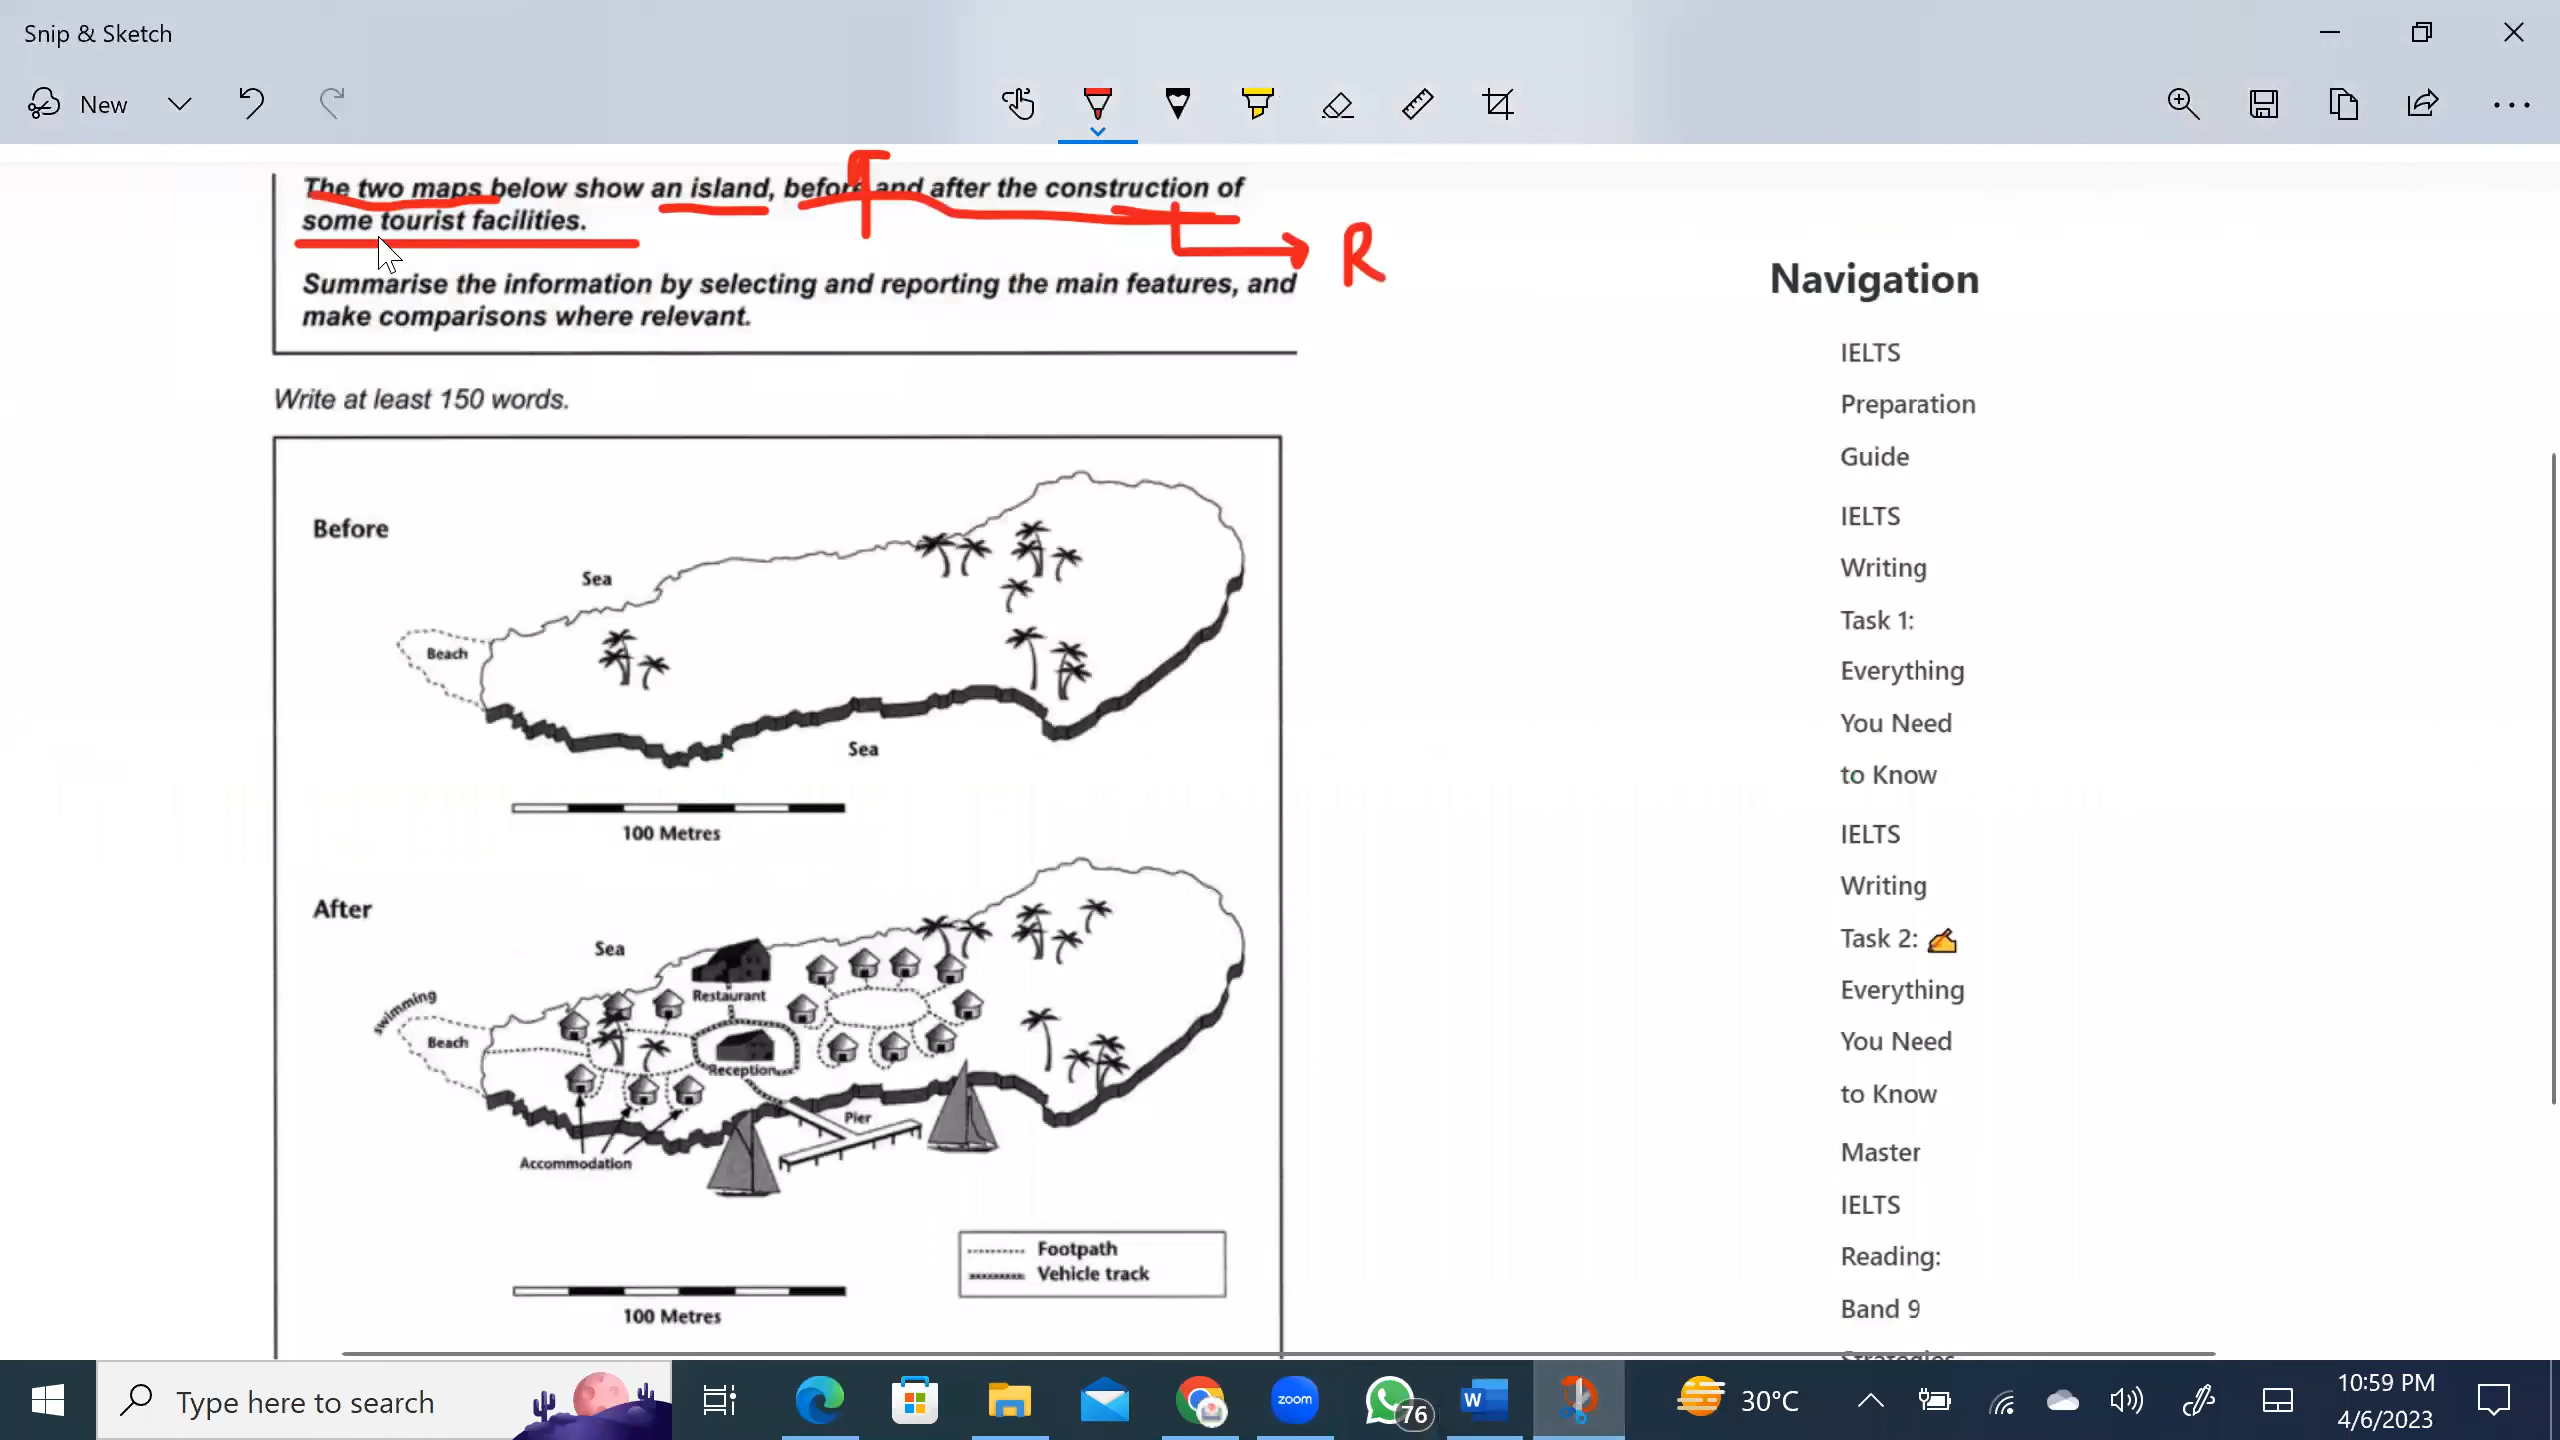 Snip & Sketch
New
The two maps below show an island, before and after the construction of
some tourist facilities.
R
Summarise the information by selecting and reporting the main features, and
make comparisons where relevant.
Write at least 150 words.
Before
Sea
Beach
Sea
100 Metres
After
Sea
swimming
Beach
Restaurant
Reception
Pier
Accommodation
Footpath
Vehicle track
100 Metres
Navigation
IELTS
Preparation
Guide
IELTS
Writing
Task 1:
Everything
You Need
to Know
IELTS
Writing
Task 2: ✍
Everything
You Need
to Know
Master
IELTS
Reading:
Band 9
Strategies
Type here to search
zoom
76
W
30°C
10:59 PM
4/6/2023